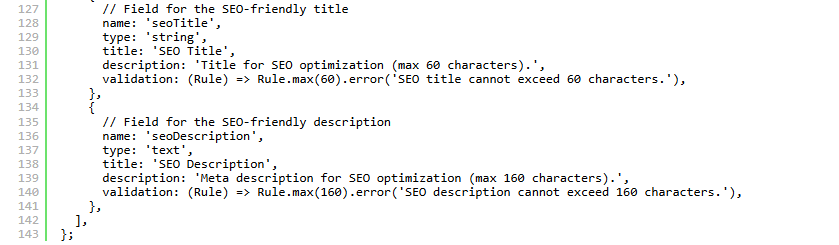 127 // Field for the SEO-friendly title
128 name: 'seoTitle',
129 type: 'string',
130 title: 'SEO Title',
131 description: 'Title for SEO optimization (max 60 characters).',
132 validation: (Rule) => Rule.max(60).error('SEO title cannot exceed 60 characters.'),
133 },
134 {
135 // Field for the SEO-friendly description
136 name: 'seoDescription',
137 type: 'text',
138 title: 'SEO Description',
139 description: 'Meta description for SEO optimization (max 160 characters).',
140 validation: (Rule) => Rule.max(160).error('SEO description cannot exceed 160 characters.'),
141 },
142 ],
143 };